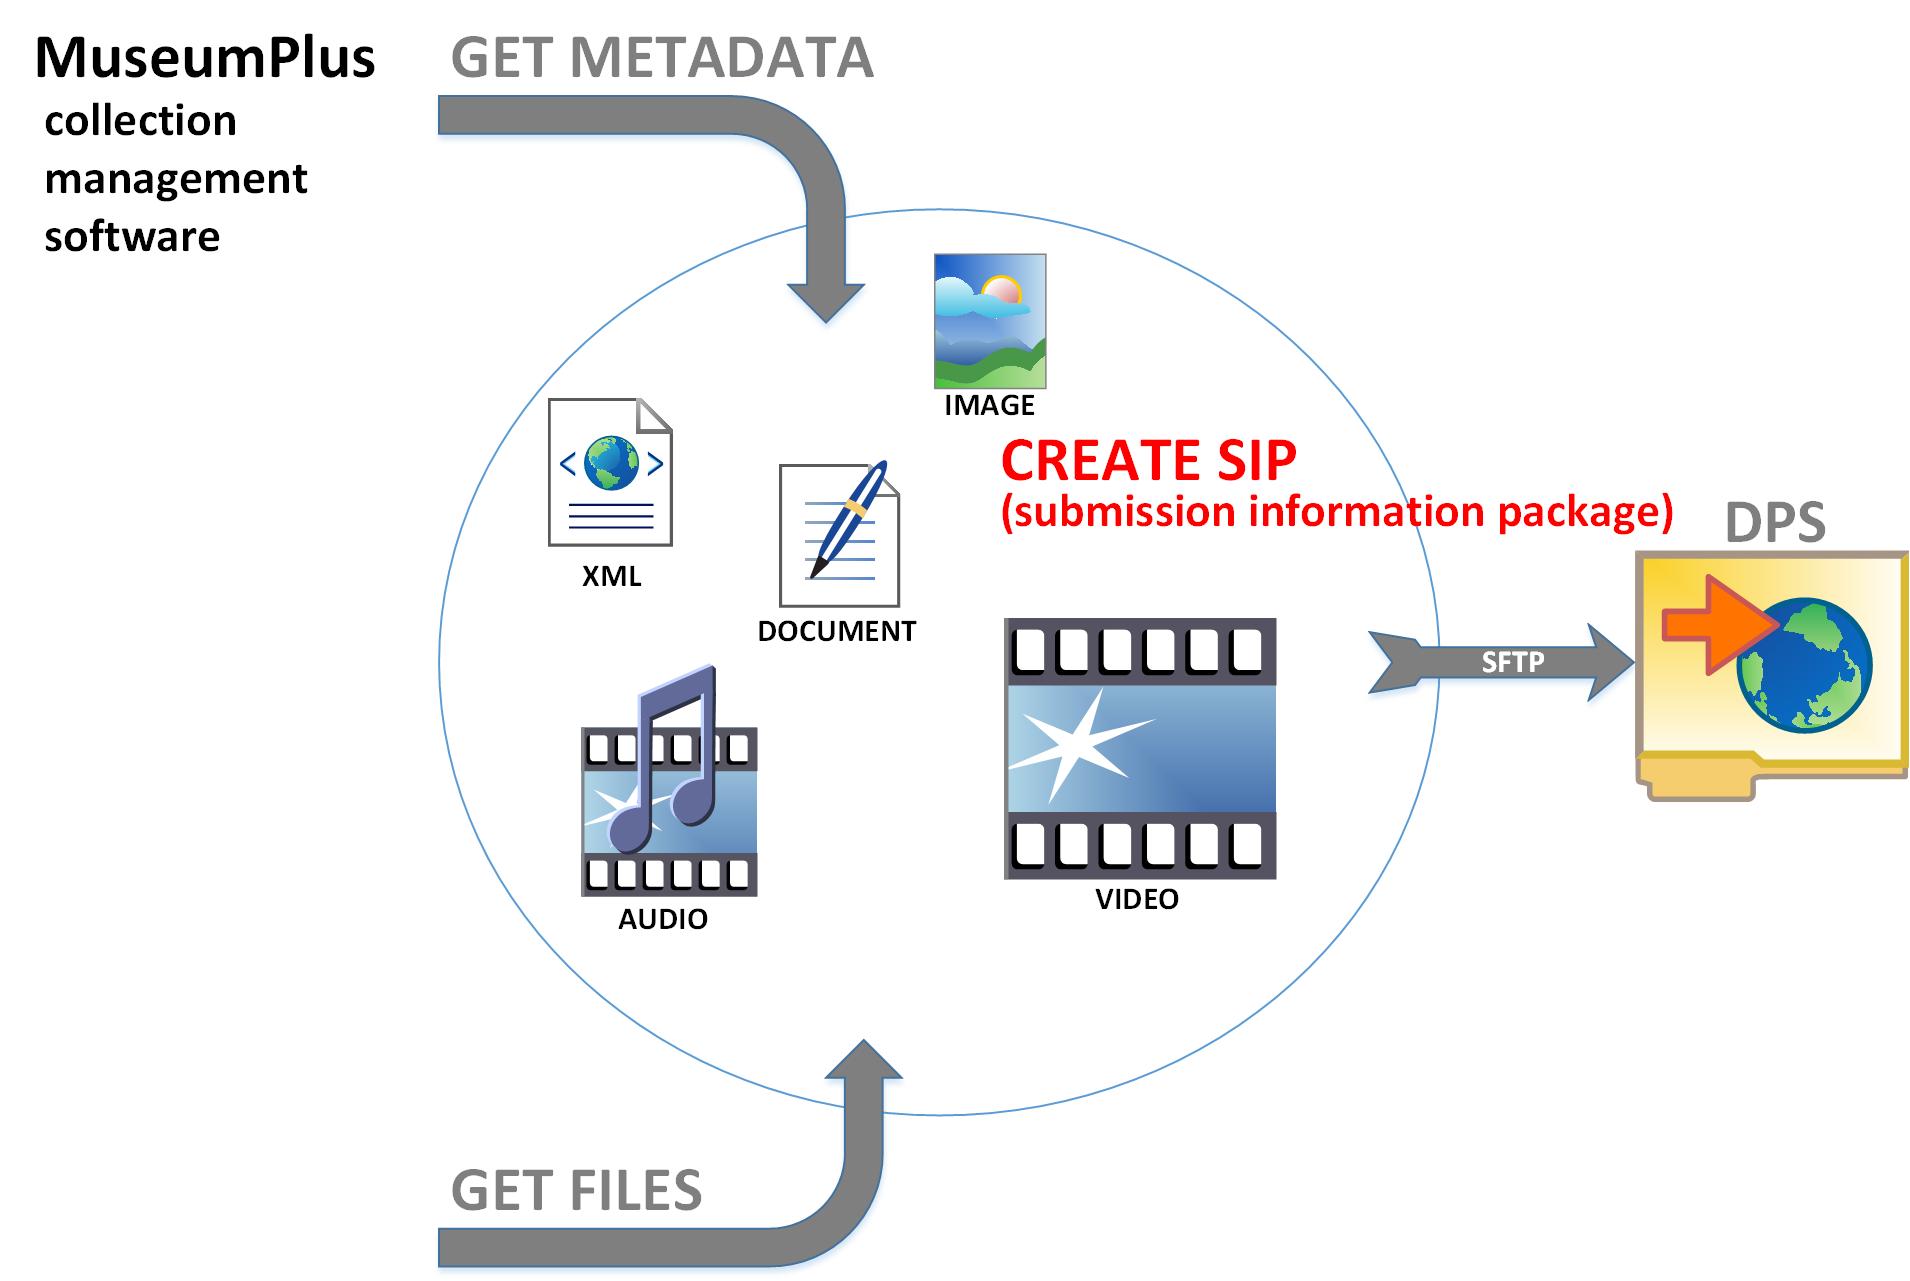 MuseumPlus
collection
management
software
GET METADATA
IMAGE
CREATE SIP
(submission information package)
XML
DOCUMENT
DPS
SFTP
AUDIO
VIDEO
GET FILES